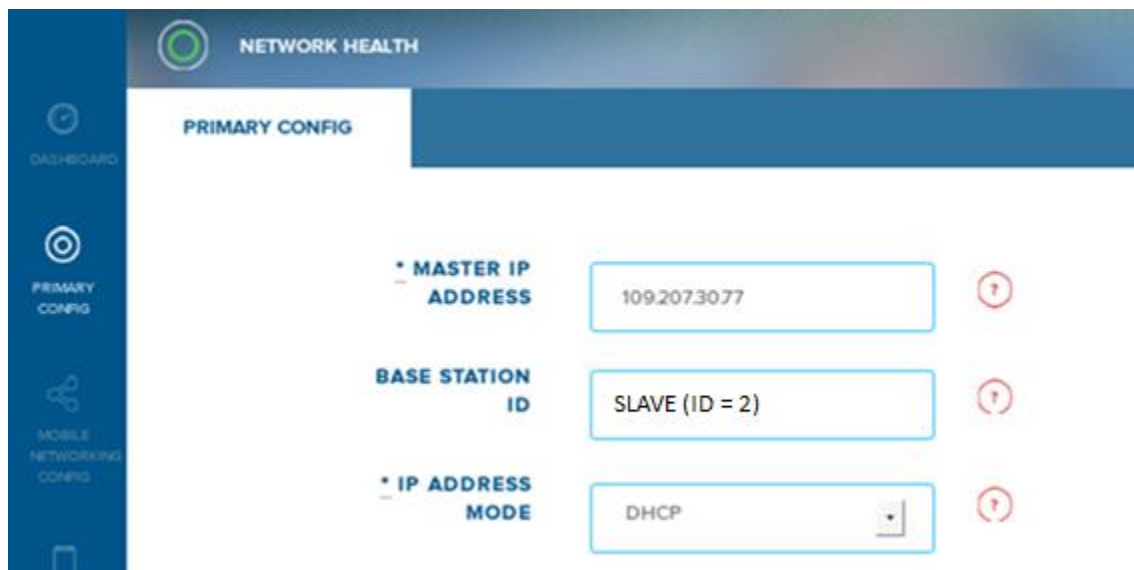 NETWORK HEALTH
DASHBOARD
PRIMARY CONFIG
PRIMARY
CONFIG
MOBILE
NETWORKING
CONFIG
* MASTER IP
ADDRESS
109.207.30.77
?
BASE STATION
ID
SLAVE (ID = 2)
?
* IP ADDRESS
MODE
DHCP
?